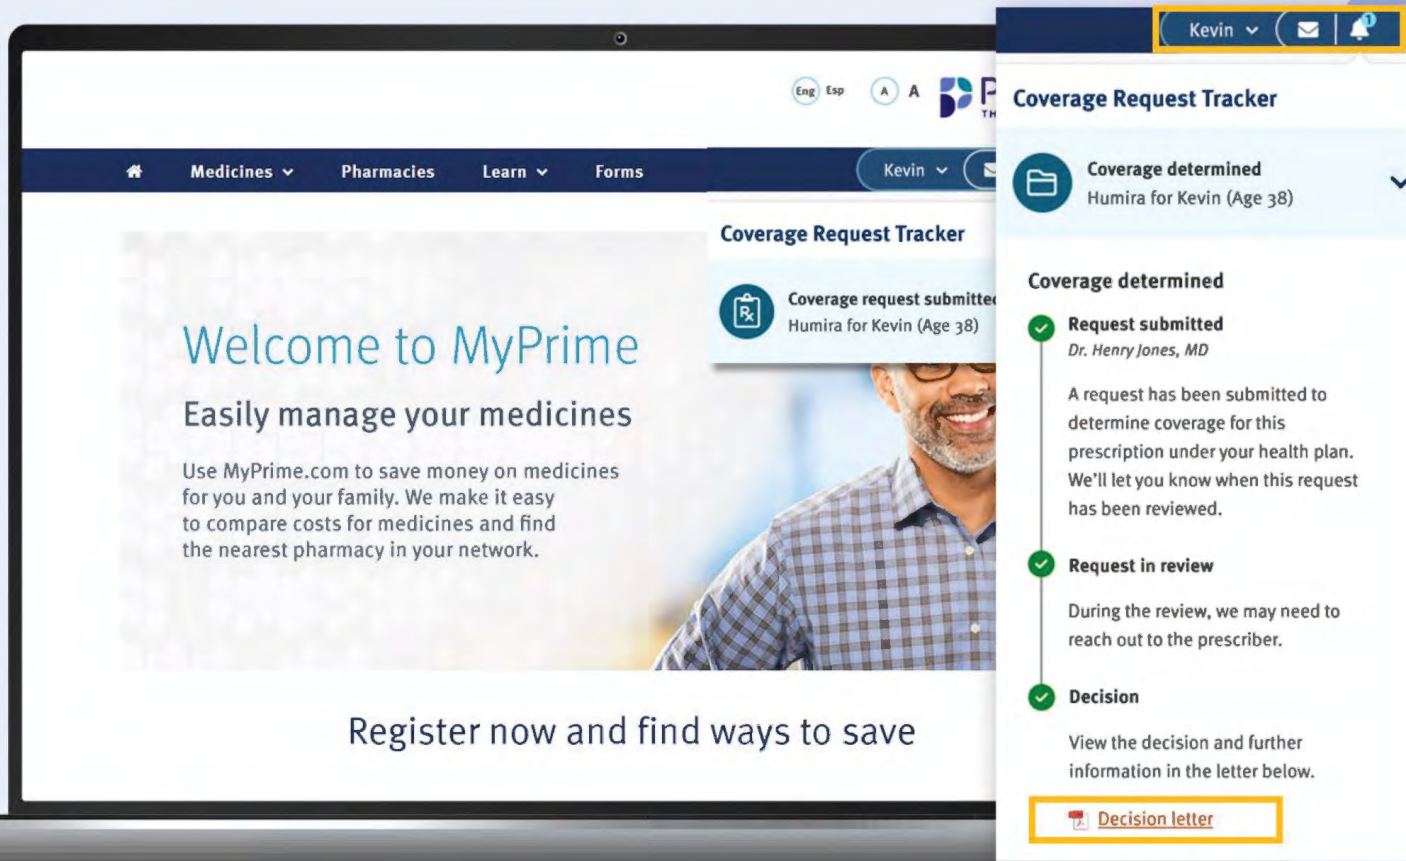 Eng Esp A A
P
TH
Medicines Pharmacies Learn Forms
Kevin
Coverage Request Tracker
Coverage request submitted
Humira for Kevin (Age 38)
Welcome to MyPrime
Easily manage your medicines
Use MyPrime.com to save money on medicines
for you and your family. We make it easy
to compare costs for medicines and find
the nearest pharmacy in your network.
Register now and find ways to save
Kevin 1
Coverage Request Tracker
Coverage determined
Humira for Kevin (Age 38)
Coverage determined
Request submitted
Dr. Henry Jones, MD
A request has been submitted to
determine coverage for this
prescription under your health plan.
We'll let you know when this request
has been reviewed.
Request in review
During the review, we may need to
reach out to the prescriber.
Decision
View the decision and further
information in the letter below.
Decision letter